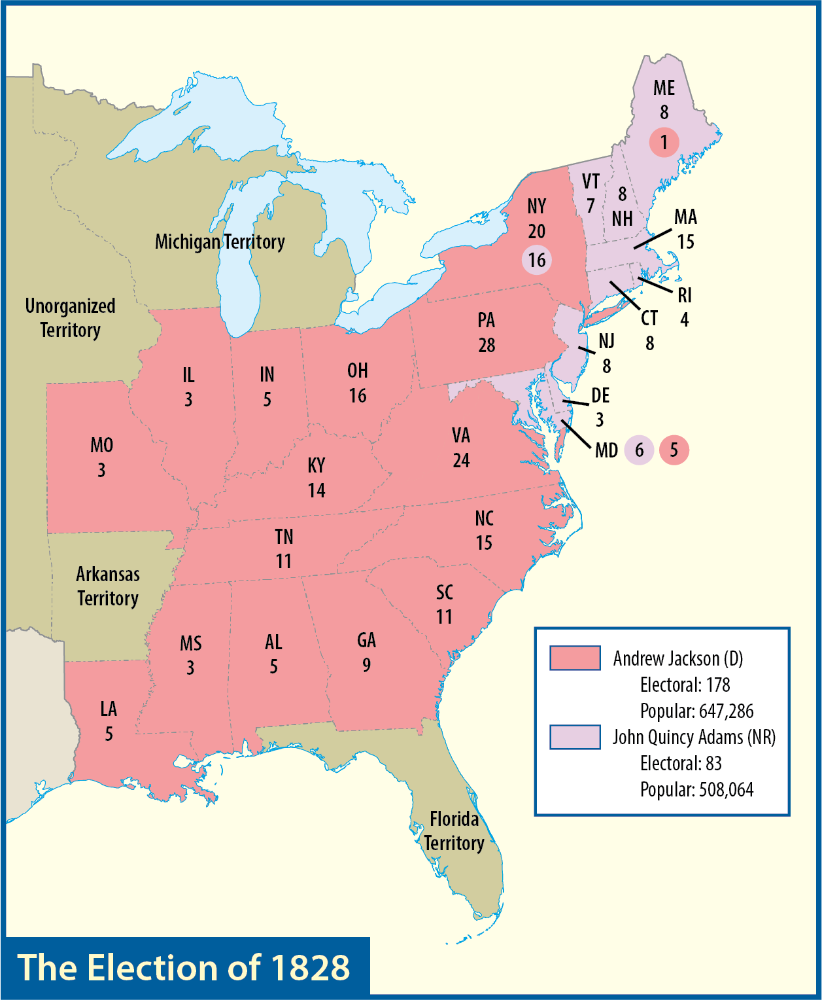 ME
8
1
VT
7
8
NH
NY
20
16
MA
15
RI
4
CT
8
Michigan Territory
Unorganized
Territory
PA
28
NJ
8
IL
3
IN
5
OH
16
DE
3
MO
3
VA
24
MD 6 5
KY
14
NC
15
TN
11
Arkansas
Territory
SC
11
MS
3
AL
5
GA
9
LA
5
Andrew Jackson (D)
Electoral: 178
Popular: 647,286
John Quincy Adams (NR)
Electoral: 83
Popular: 508,064
Florida
Territory
The Election of 1828